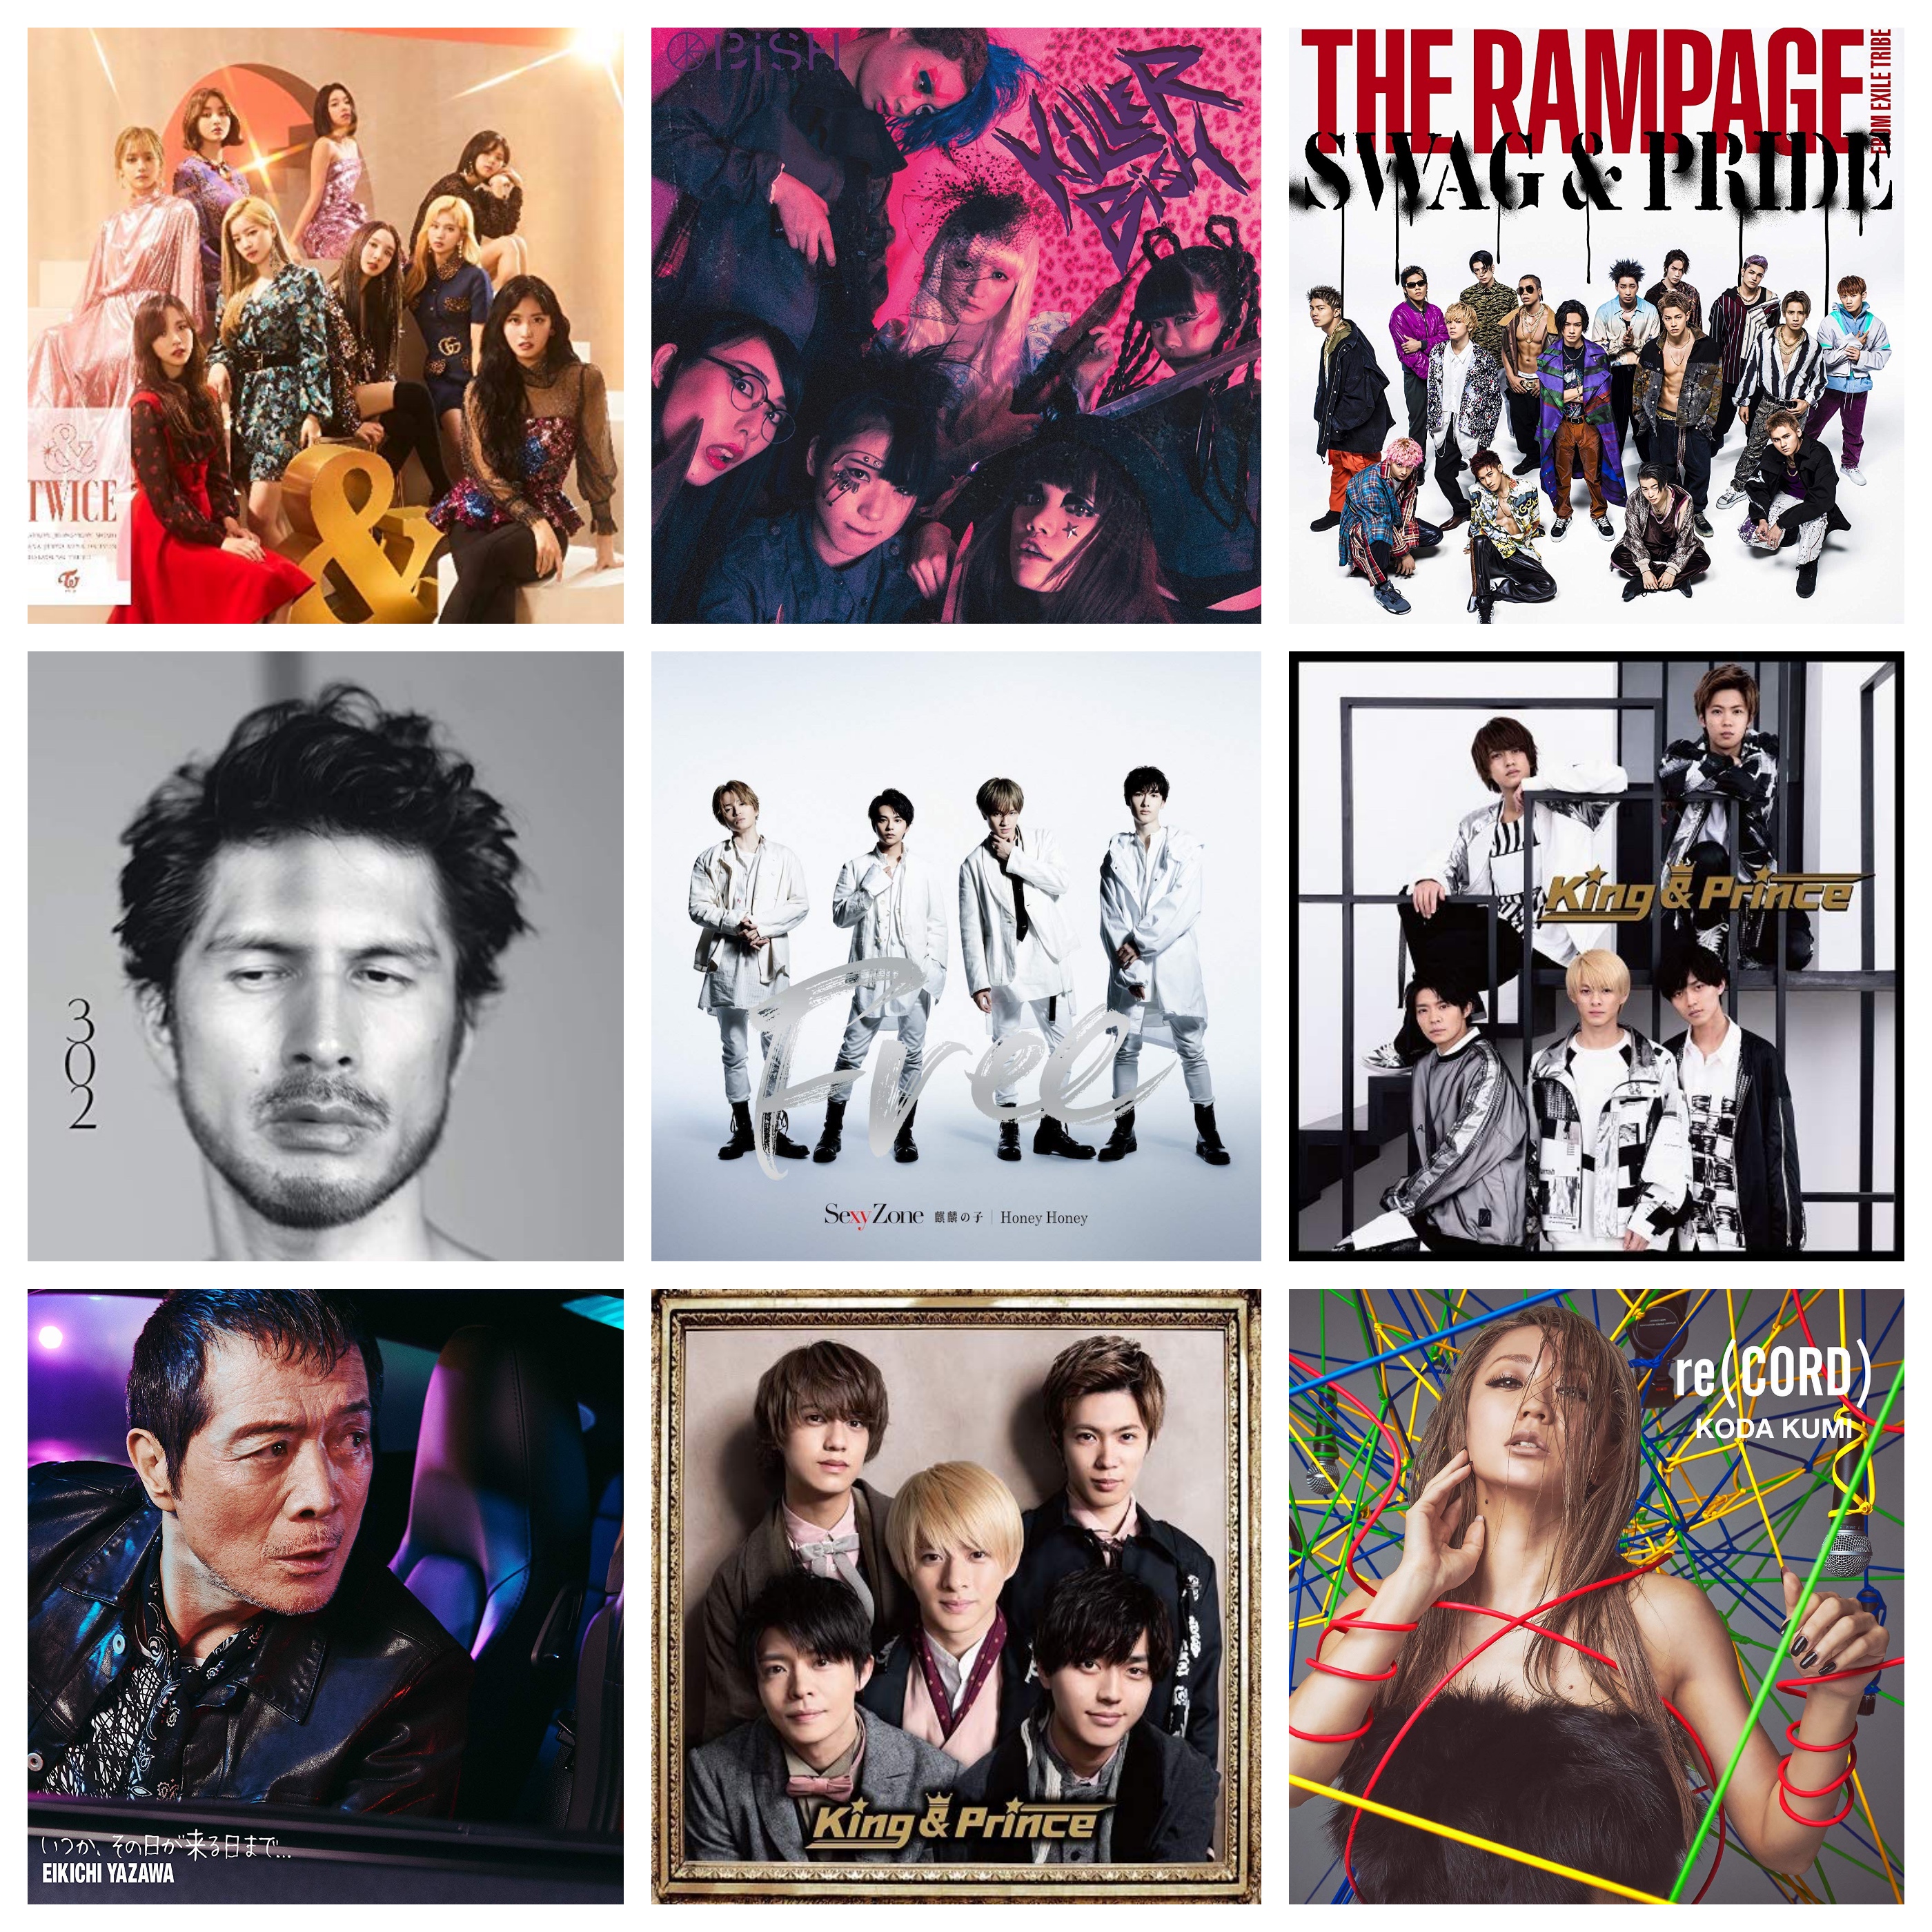 &
TWICE
BiSH
KiLLER
BiSH
THE RAMPAGE
FROM EXILE TRIBE
SWAG & PRIDE
302
Free
Sexy Zone 麒麟の子 | Honey Honey
King & Prince
いつか、その日が来る日まで...
EIKICHI YAZAWA
King & Prince
re(CORD)
KODA KUMI